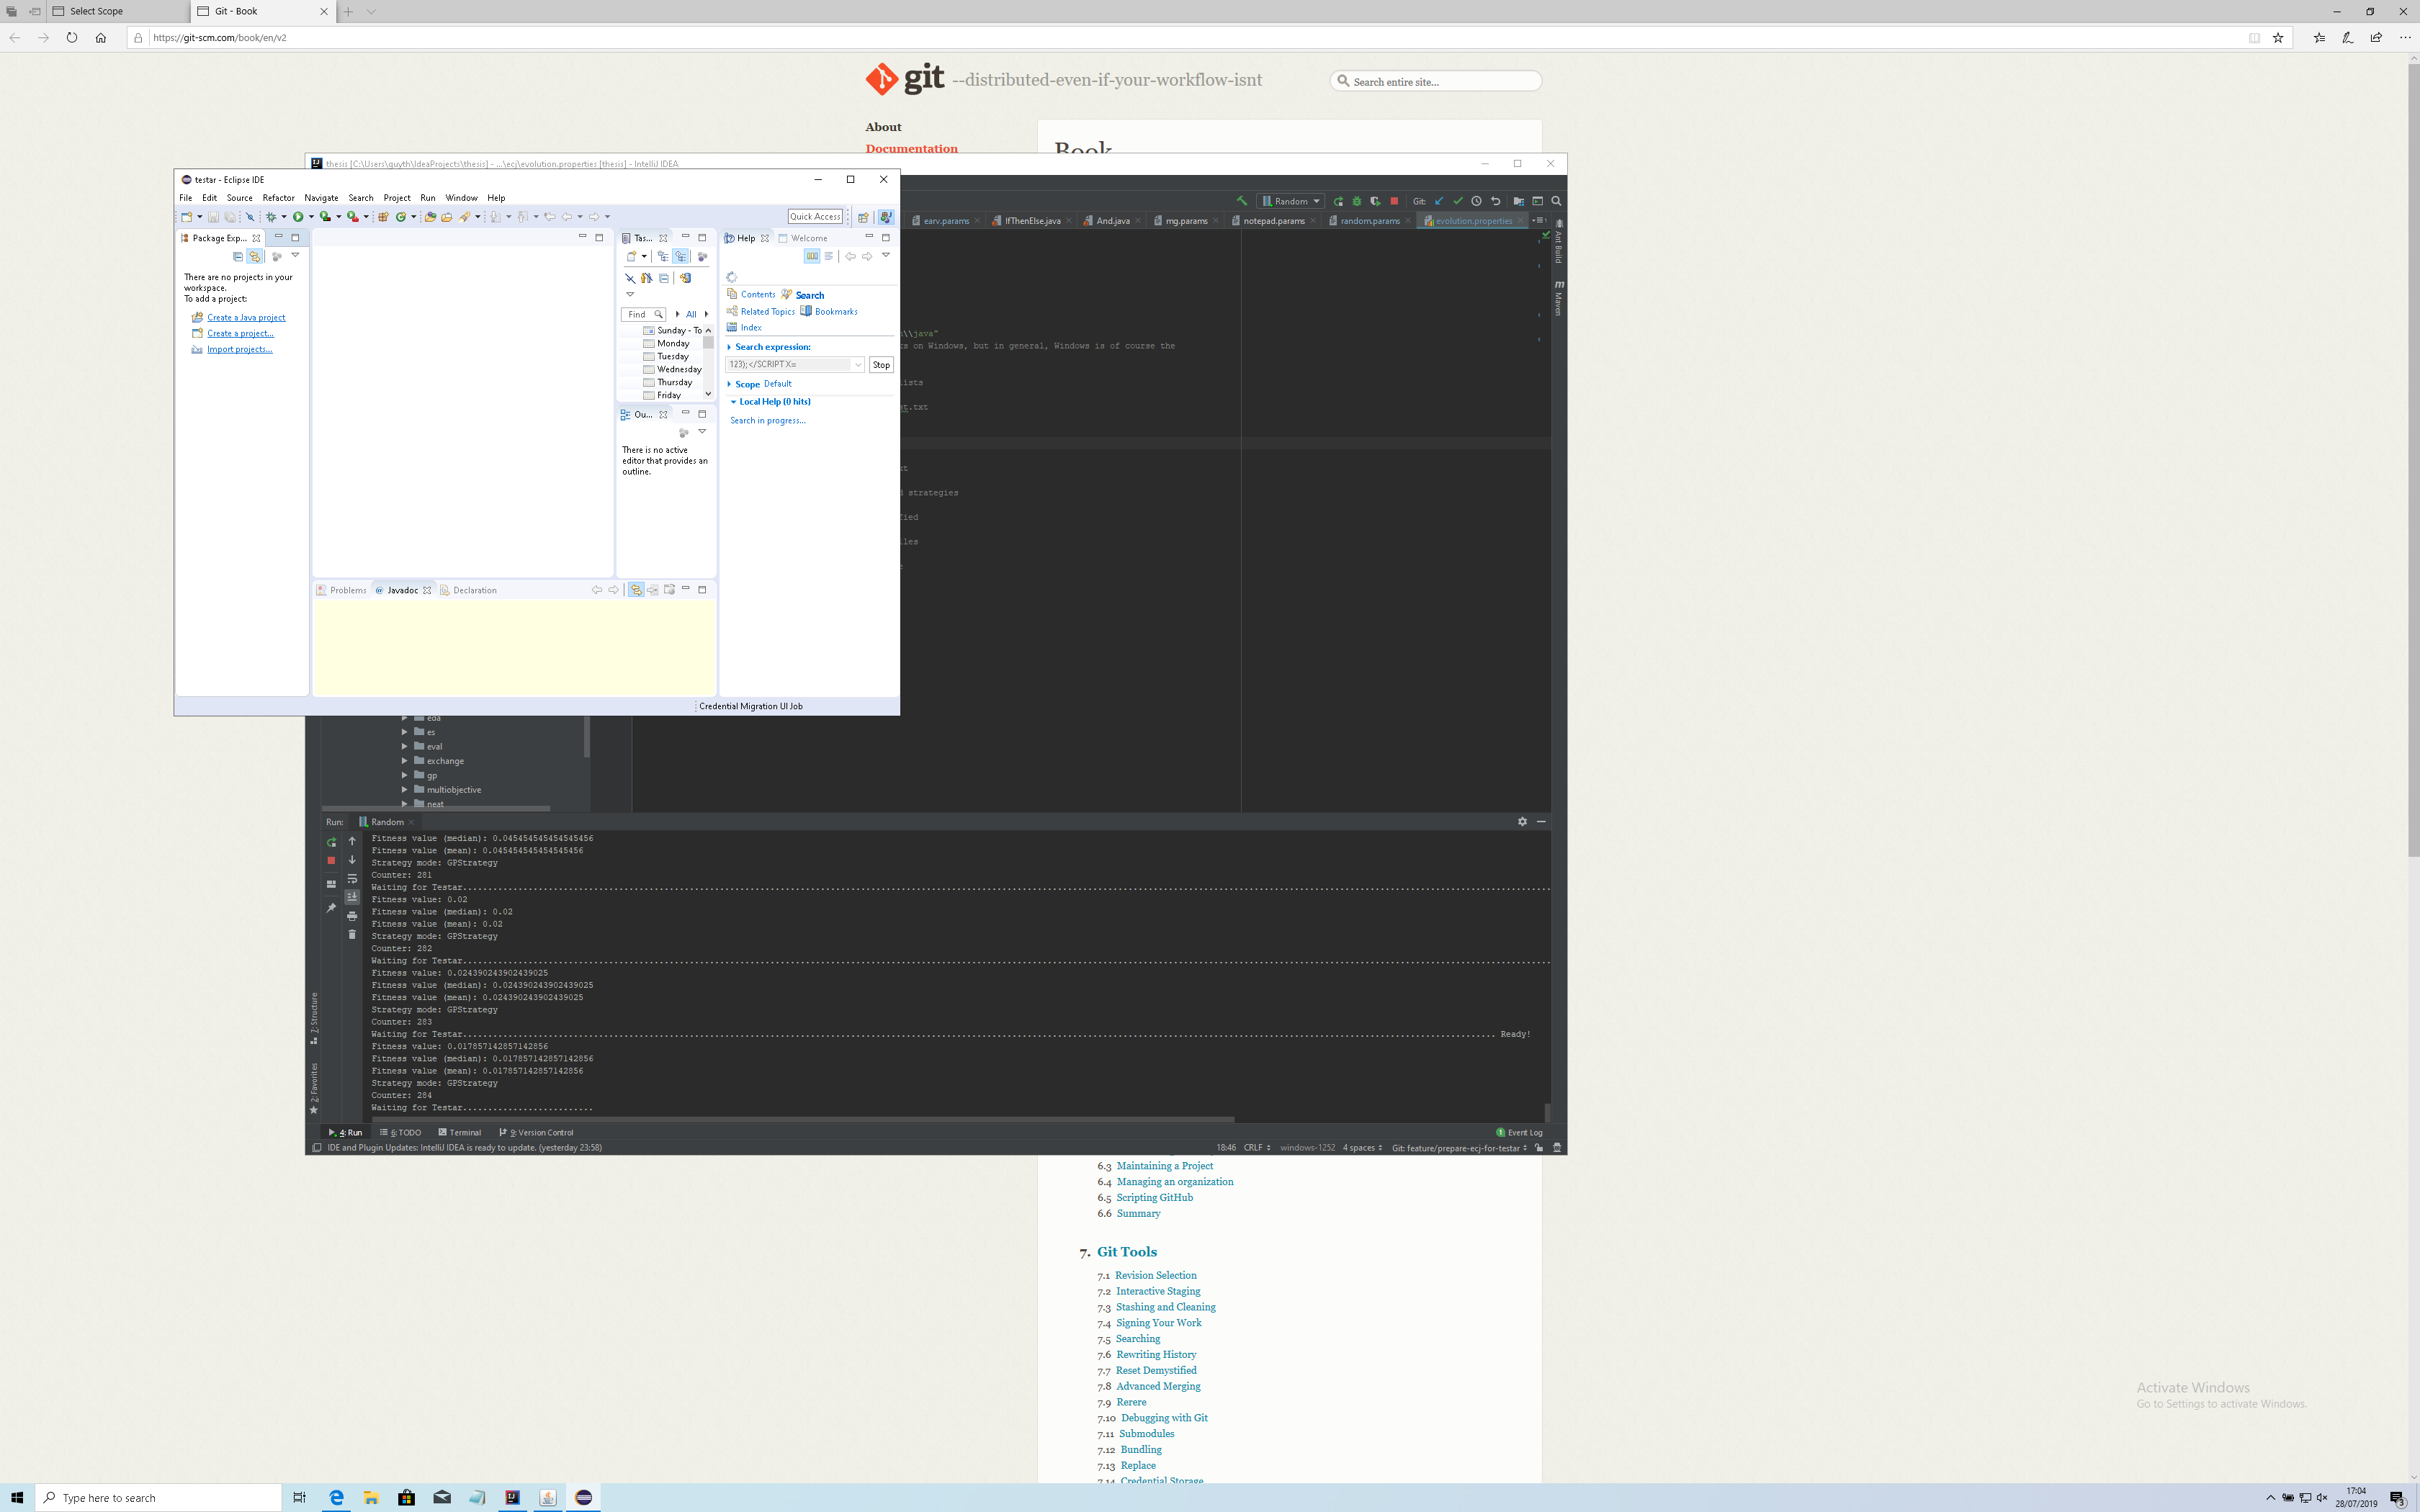 Select Scope
Git - Book
https://git-scm.com/book/en/v2
git --distributed-even-if-your-workflow-isnt
Search entire site...
About
Documentation
Book
thesis [C:\Users\guyth\IdeaProjects\thesis] - ...\ecj\evolution.properties [thesis] - IntelliJ IDEA
testar - Eclipse IDE
File Edit Source Refactor Navigate Search Project Run Window Help
Quick Access
Package Exp...
There are no projects in your
workspace.
To add a project:
Create a Java project
Create a project...
Import projects...
Tas...
Find
All
Sunday - To
Monday
Tuesday
Wednesday
Thursday
Friday
Ou...
There is no active
editor that provides an
outline.
Help
Welcome
Contents
Search
Related Topics
Bookmarks
Index
Search expression:
123);</SCRIPT X=
Stop
Scope Default
Local Help (0 hits)
Search in progress...
Problems
@ Javadoc
Declaration
Credential Migration UI Job
Random
Git:
earv.params
IfThenElse.java
And.java
mg.params
notepad.params
random.params
evolution.properties
Ant Build
Maven
\\java"
ks on Windows, but in general, Windows is of course the
lists
.txt
strategies
eda
es
eval
exchange
gp
multiobjective
neat
Run:
Random
Fitness value (median): 0.045454545454545456
Fitness value (mean): 0.045454545454545456
Strategy mode: GPStrategy
Counter: 281
Waiting for Testar........................
Fitness value: 0.02
Fitness value (median): 0.02
Fitness value (mean): 0.02
Strategy mode: GPStrategy
Counter: 282
Waiting for Testar........................
Fitness value: 0.024390243902439025
Fitness value (median): 0.024390243902439025
Fitness value (mean): 0.024390243902439025
Strategy mode: GPStrategy
Counter: 283
Waiting for Testar........................ Ready!
Fitness value: 0.017857142857142856
Fitness value (median): 0.017857142857142856
Fitness value (mean): 0.017857142857142856
Strategy mode: GPStrategy
Counter: 284
Waiting for Testar..........................
Z: Structure
2: Favorites
4: Run
6: TODO
Terminal
9: Version Control
1 Event Log
IDE and Plugin Updates: IntelliJ IDEA is ready to update. (yesterday 23:58)
18:46 CRLF windows-1252 4 spaces Git: feature/prepare-ecj-for-testar
6.3 Maintaining a Project
6.4 Managing an organization
6.5 Scripting GitHub
6.6 Summary
7. Git Tools
7.1 Revision Selection
7.2 Interactive Staging
7.3 Stashing and Cleaning
7.4 Signing Your Work
7.5 Searching
7.6 Rewriting History
7.7 Reset Demystified
7.8 Advanced Merging
7.9 Rerere
7.10 Debugging with Git
7.11 Submodules
7.12 Bundling
7.13 Replace
7.14 Credential Storage
Activate Windows
Go to Settings to activate Windows.
Type here to search
17:04
28/07/2019
3